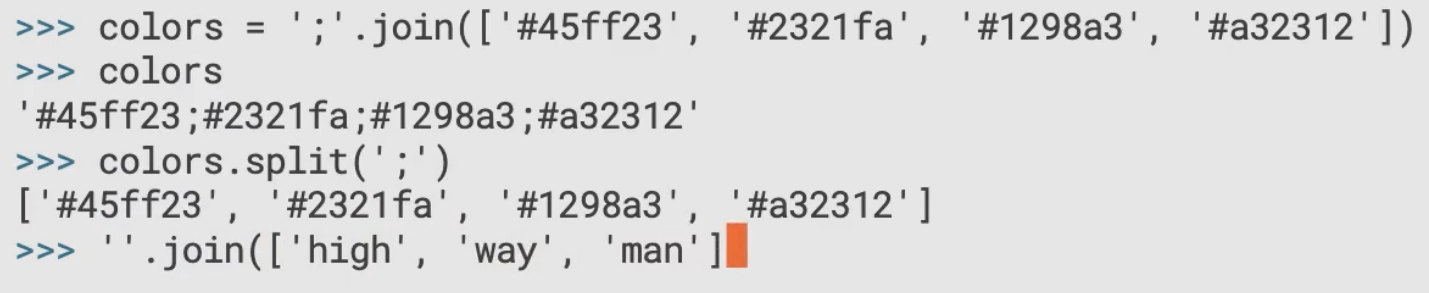 >>> colors = ';'.join(['#45ff23', '#2321fa', '#1298a3', '#a32312'])
>>> colors
'#45ff23;#2321fa;#1298a3;#a32312'
>>> colors.split(';')
['#45ff23', '#2321fa', '#1298a3', '#a32312']
>>> ''.join(['high', 'way', 'man']